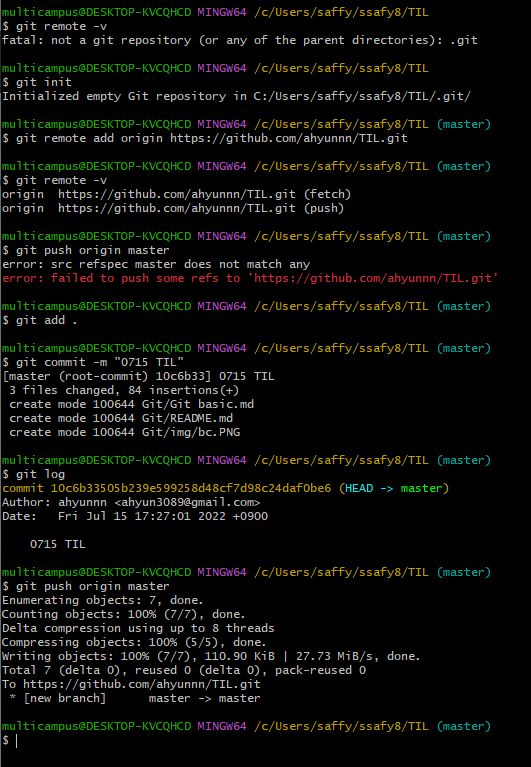 multicampus@DESKTOP-KVCQHCD MINGW64 /c/Users/saffy/ssafy8/TIL
$ git remote -v
fatal: not a git repository (or any of the parent directories): .git

multicampus@DESKTOP-KVCQHCD MINGW64 /c/Users/saffy/ssafy8/TIL
$ git init
Initialized empty Git repository in C:/Users/saffy/ssafy8/TIL/.git/

multicampus@DESKTOP-KVCQHCD MINGW64 /c/Users/saffy/ssafy8/TIL (master)
$ git remote add origin https://github.com/ahyunnn/TIL.git

multicampus@DESKTOP-KVCQHCD MINGW64 /c/Users/saffy/ssafy8/TIL (master)
$ git remote -v
origin  https://github.com/ahyunnn/TIL.git (fetch)
origin  https://github.com/ahyunnn/TIL.git (push)

multicampus@DESKTOP-KVCQHCD MINGW64 /c/Users/saffy/ssafy8/TIL (master)
$ git push origin master
error: src refspec master does not match any
error: failed to push some refs to 'https://github.com/ahyunnn/TIL.git'

multicampus@DESKTOP-KVCQHCD MINGW64 /c/Users/saffy/ssafy8/TIL (master)
$ git add .

multicampus@DESKTOP-KVCQHCD MINGW64 /c/Users/saffy/ssafy8/TIL (master)
$ git commit -m "0715 TIL"
[master (root-commit) 10c6b33] 0715 TIL
 3 files changed, 84 insertions(+)
 create mode 100644 Git/Git basic.md
 create mode 100644 Git/README.md
 create mode 100644 Git/img/bc.PNG

multicampus@DESKTOP-KVCQHCD MINGW64 /c/Users/saffy/ssafy8/TIL (master)
$ git log
commit 10c6b33505b239e599258d48cf7d98c24daf0be6 (HEAD -> master)
Author: ahyunnn <ahyun3089@gmail.com>
Date:   Fri Jul 15 17:27:01 2022 +0900

    0715 TIL

multicampus@DESKTOP-KVCQHCD MINGW64 /c/Users/saffy/ssafy8/TIL (master)
$ git push origin master
Enumerating objects: 7, done.
Counting objects: 100% (7/7), done.
Delta compression using up to 8 threads
Compressing objects: 100% (5/5), done.
Writing objects: 100% (7/7), 110.90 KiB | 27.73 MiB/s, done.
Total 7 (delta 0), reused 0 (delta 0), pack-reused 0
To https://github.com/ahyunnn/TIL.git
 * [new branch]      master -> master

multicampus@DESKTOP-KVCQHCD MINGW64 /c/Users/saffy/ssafy8/TIL (master)
$